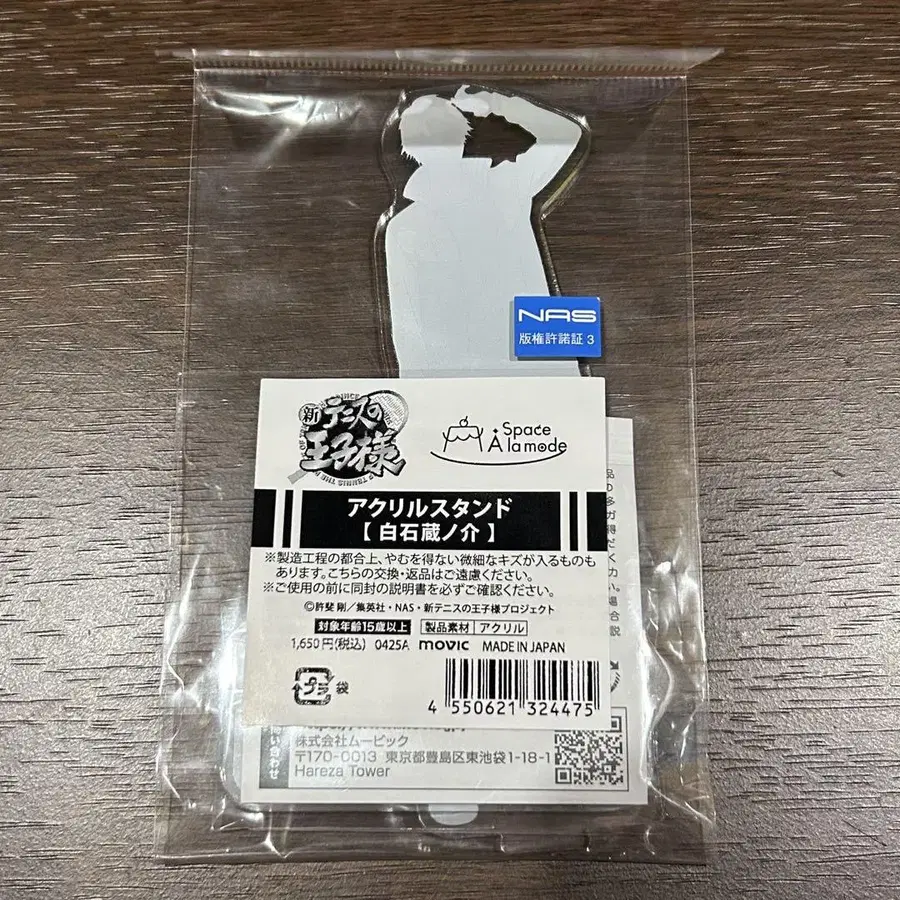 NAS
版権許諾証 3
新テニスの
王子様
Space
À la mode
アクリルスタンド
【 白石蔵ノ介 】
※製造工程の都合上、やむを得ない微細なキズが入るものも
あります。こちらの交換・返品はご遠慮ください。
※ご使用の前に同封の説明書を必ずご確認ください。
©許斐 剛／集英社・NAS・新テニスの王子様プロジェクト
対象年齢15歳以上 製品素材 アクリル
1,650円(税込) 0425A movic MADE IN JAPAN
プラ 袋
4 550621 324475
株式会社ムービック
〒170-0013 東京都豊島区東池袋1-18-1
Hareza Tower